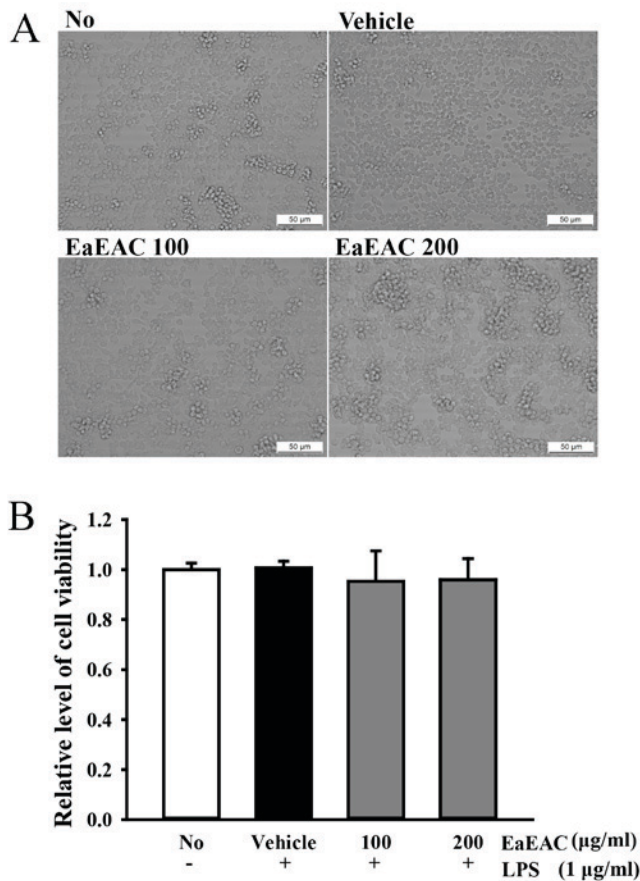 A
No Vehicle
50 µm 50 µm
EaEAC 100 EaEAC 200
50 µm 50 µm
B
Relative level of cell viability
1.2
1.0
0.8
0.6
0.4
0.2
0.0
No Vehicle 100 200 EaEAC (µg/ml)
- + + + LPS (1 µg/ml)